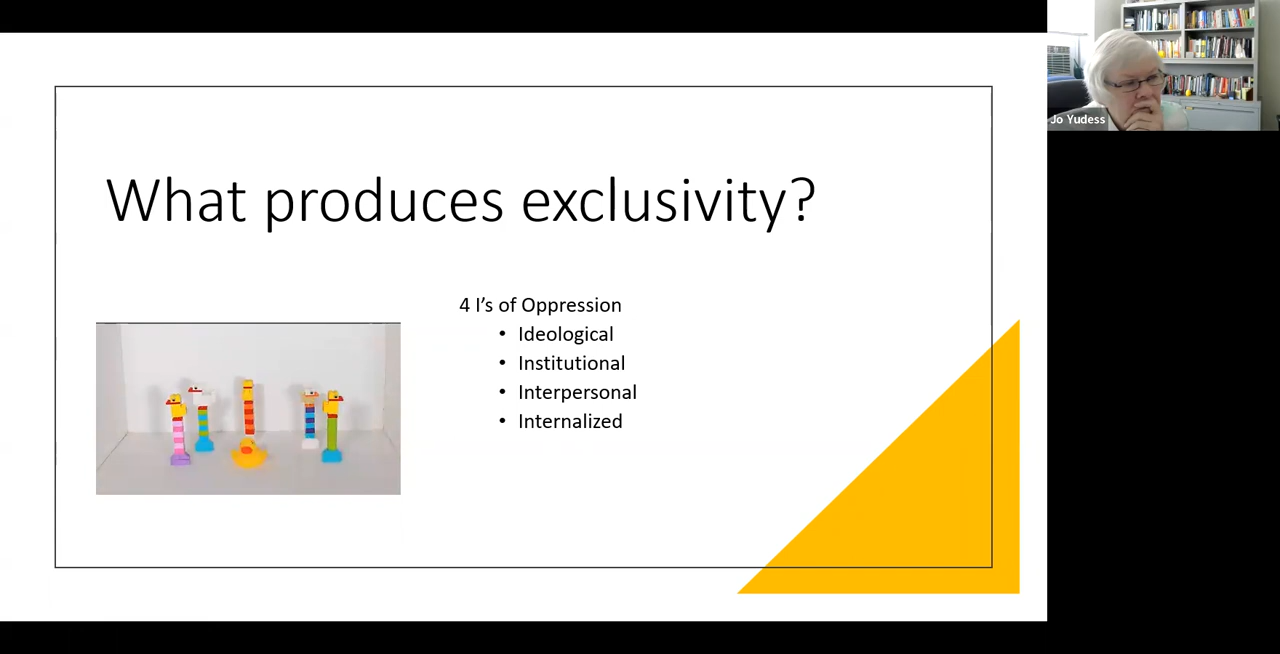 What produces exclusivity?
4 I’s of Oppression
• Ideological
• Institutional
• Interpersonal
• Internalized
Jo Yudess